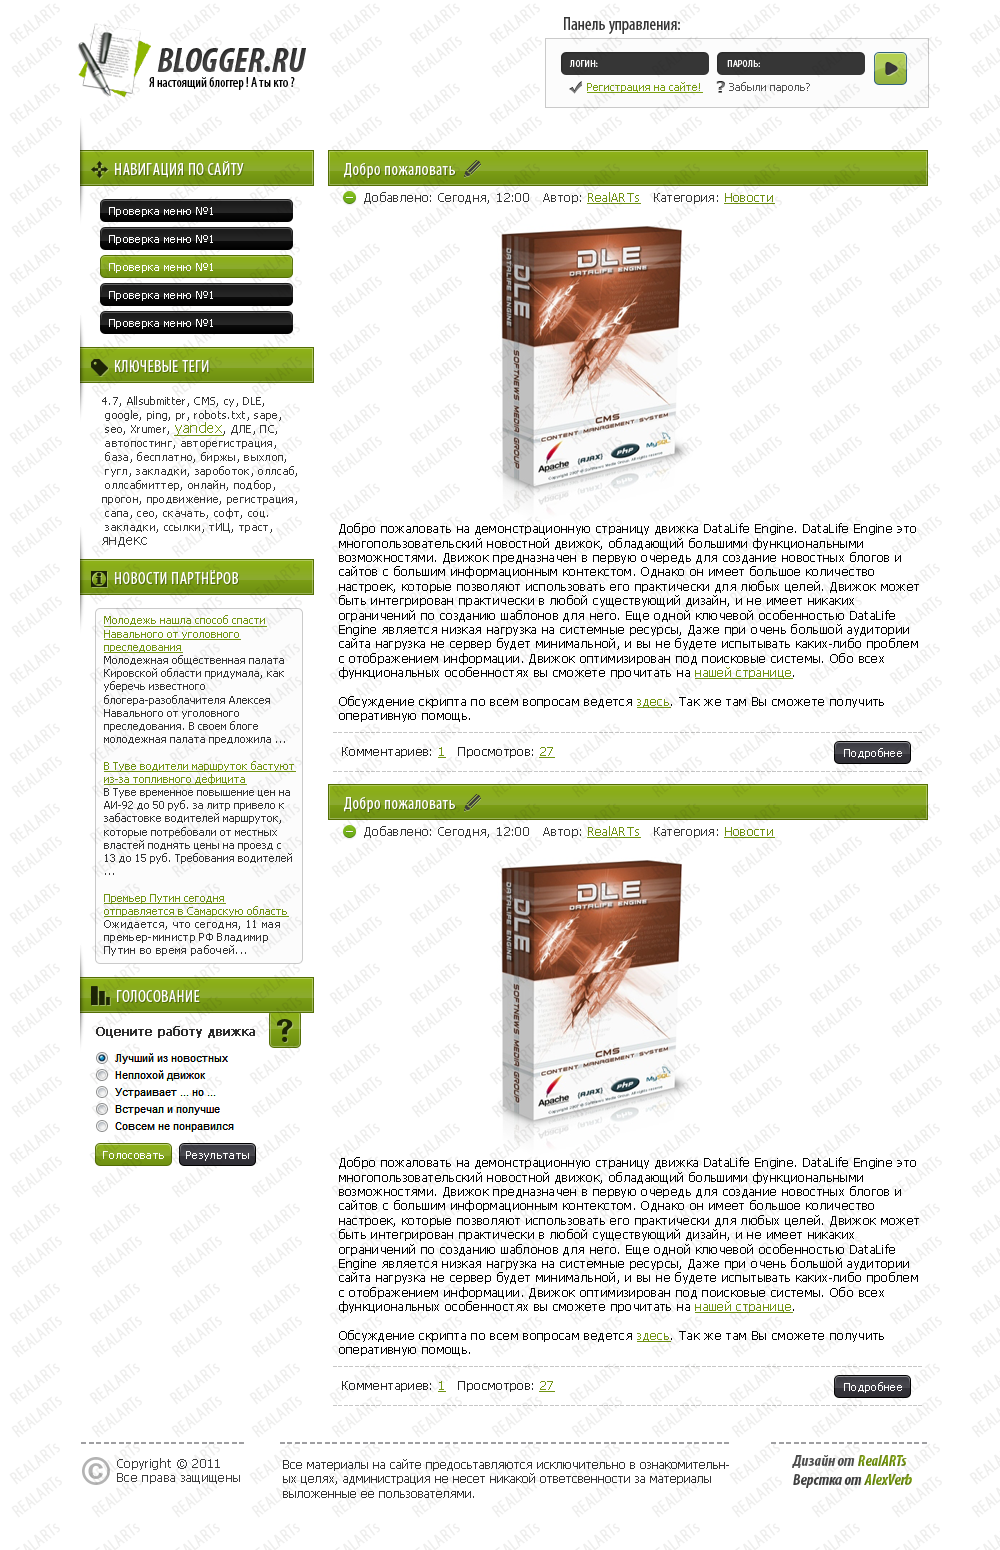 BLOGGER.RU
Я настоящий блоггер ! А ты кто ?
Панель управления:
ЛОГИН:
ПАРОЛЬ:
Регистрация на сайте!
? Забыли пароль?
НАВИГАЦИЯ ПО САЙТУ
Проверка меню №1
Проверка меню №1
Проверка меню №1
Проверка меню №1
Проверка меню №1
КЛЮЧЕВЫЕ ТЕГИ
4.7, Allsubmitter, CMS, cy, DLE,
google, ping, pr, robots.txt, sape,
seo, Xrumer, yandex, ДЛЕ, ПС,
автопостинг, авторегистрация,
база, бесплатно, биржы, выхлоп,
гугл, закладки, зароботок, оллсаб,
оллсабмиттер, онлайн, подбор,
прогон, продвижение, регистрация,
сапа, сео, скачать, софт, соц.
закладки, ссылки, тИЦ, траст,
яндекс
НОВОСТИ ПАРТНЁРОВ
Молодежь нашла способ спасти
Навального от уголовного
преследования
Молодежная общественная палата
Кировской области придумала, как
уберечь известного
блогера-разоблачителя Алексея
Навального от уголовного
преследования. В своем блоге
молодежная палата предложила ...
В Туве водители маршруток бастуют
из-за топливного дефицита
В Туве временное повышение цен на
АИ-92 до 50 руб. за литр привело к
забастовке водителей маршруток,
которые потребовали от местных
властей поднять цены на проезд с
13 до 15 руб. Требования водителей
...
Премьер Путин сегодня
отправляется в Самарскую область
Ожидается, что сегодня, 11 мая
премьер-министр РФ Владимир
Путин во время рабочей...
ГОЛОСОВАНИЕ
Оцените работу движка
?
Лучший из новостных
Неплохой движок
Устраивает ... но ...
Встречал и получше
Совсем не понравился
Голосовать
Результаты
Добро пожаловать
Добавлено: Сегодня, 12:00 Автор: RealARTs Категория: Новости
DLE
DATALIFE ENGINE
DLE
DATALIFE ENGINE
SOFTNEWS MEDIA GROUP
CMS
CONTENT MANAGEMENT SYSTEM
Apache (AJAX) php MySQL
Добро пожаловать на демонстрационную страницу движка DataLife Engine. DataLife Engine это
многопользовательский новостной движок, обладающий большими функциональными
возможностями. Движок предназначен в первую очередь для создание новостных блогов и
сайтов с большим информационным контекстом. Однако он имеет большое количество
настроек, которые позволяют использовать его практически для любых целей. Движок может
быть интегрирован практически в любой существующий дизайн, и не имеет никаких
ограничений по созданию шаблонов для него. Еще одной ключевой особенностью DataLife
Engine является низкая нагрузка на системные ресурсы, Даже при очень большой аудитории
сайта нагрузка не сервер будет минимальной, и вы не будете испытывать каких-либо проблем
с отображением информации. Движок оптимизирован под поисковые системы. Обо всех
функциональных особенностях вы сможете прочитать на нашей странице.
Обсуждение скрипта по всем вопросам ведется здесь. Так же там Вы сможете получить
оперативную помощь.
Комментариев: 1 Просмотров: 27
Подробнее
Добро пожаловать
Добавлено: Сегодня, 12:00 Автор: RealARTs Категория: Новости
DLE
DATALIFE ENGINE
DLE
DATALIFE ENGINE
SOFTNEWS MEDIA GROUP
CMS
CONTENT MANAGEMENT SYSTEM
Apache (AJAX) php MySQL
Добро пожаловать на демонстрационную страницу движка DataLife Engine. DataLife Engine это
многопользовательский новостной движок, обладающий большими функциональными
возможностями. Движок предназначен в первую очередь для создание новостных блогов и
сайтов с большим информационным контекстом. Однако он имеет большое количество
настроек, которые позволяют использовать его практически для любых целей. Движок может
быть интегрирован практически в любой существующий дизайн, и не имеет никаких
ограничений по созданию шаблонов для него. Еще одной ключевой особенностью DataLife
Engine является низкая нагрузка на системные ресурсы, Даже при очень большой аудитории
сайта нагрузка не сервер будет минимальной, и вы не будете испытывать каких-либо проблем
с отображением информации. Движок оптимизирован под поисковые системы. Обо всех
функциональных особенностях вы сможете прочитать на нашей странице.
Обсуждение скрипта по всем вопросам ведется здесь. Так же там Вы сможете получить
оперативную помощь.
Комментариев: 1 Просмотров: 27
Подробнее
© Copyright © 2011
Все права защищены
Все материалы на сайте предосьтавляются исключительно в ознакомитель-
ых целях, администрация не несет никакой ответсвенности за материалы
выложенные ее пользователями.
Дизайн от RealARTs
Верстка от AlexVerb